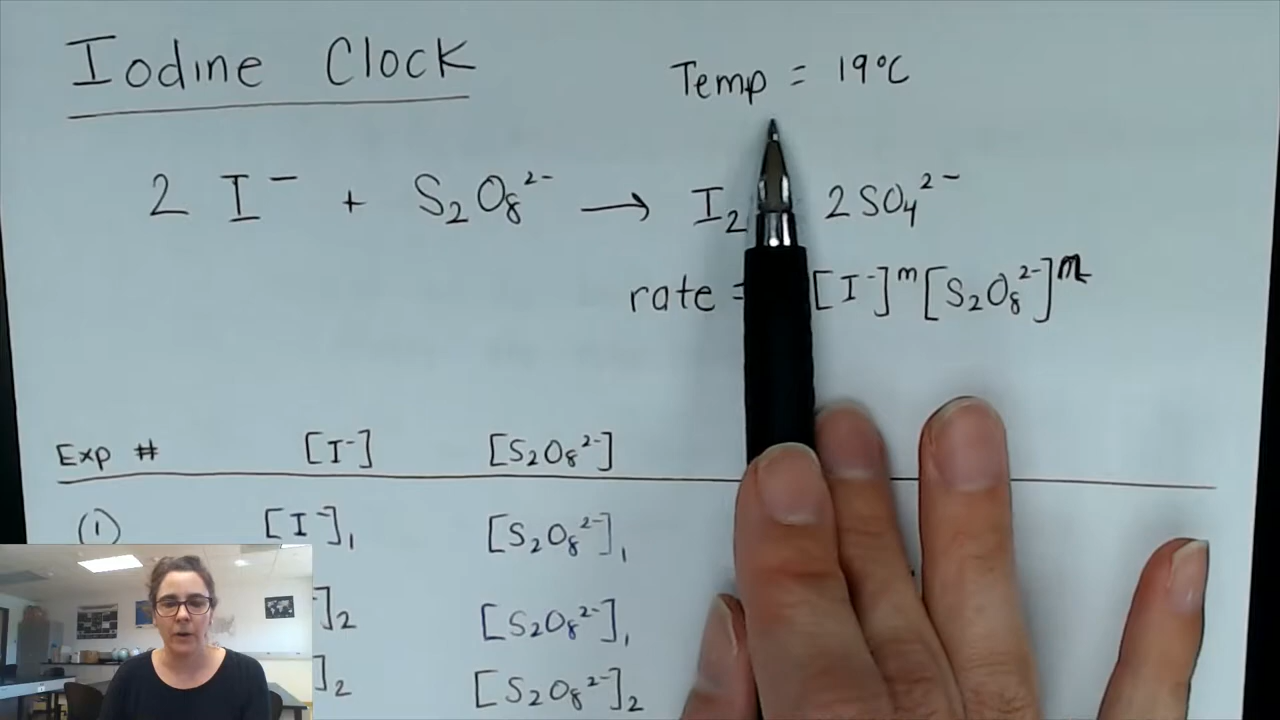 Iodine Clock
Temp = 19°C
2 I⁻ + S₂O₈²⁻ → I₂ 2SO₄²⁻
rate = [I⁻]ᵐ[S₂O₈²⁻]
Exp # [I⁻] [S₂O₈²⁻]
(1) [I⁻]₁ [S₂O₈²⁻]₁
]₂ [S₂O₈²⁻]₁
]₂ [S₂O₈²⁻]₂